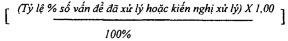 [ (Tỷ lệ % số vấn đề đã xử lý hoặc kiến nghị xử lý) X 1,00 ]
100%